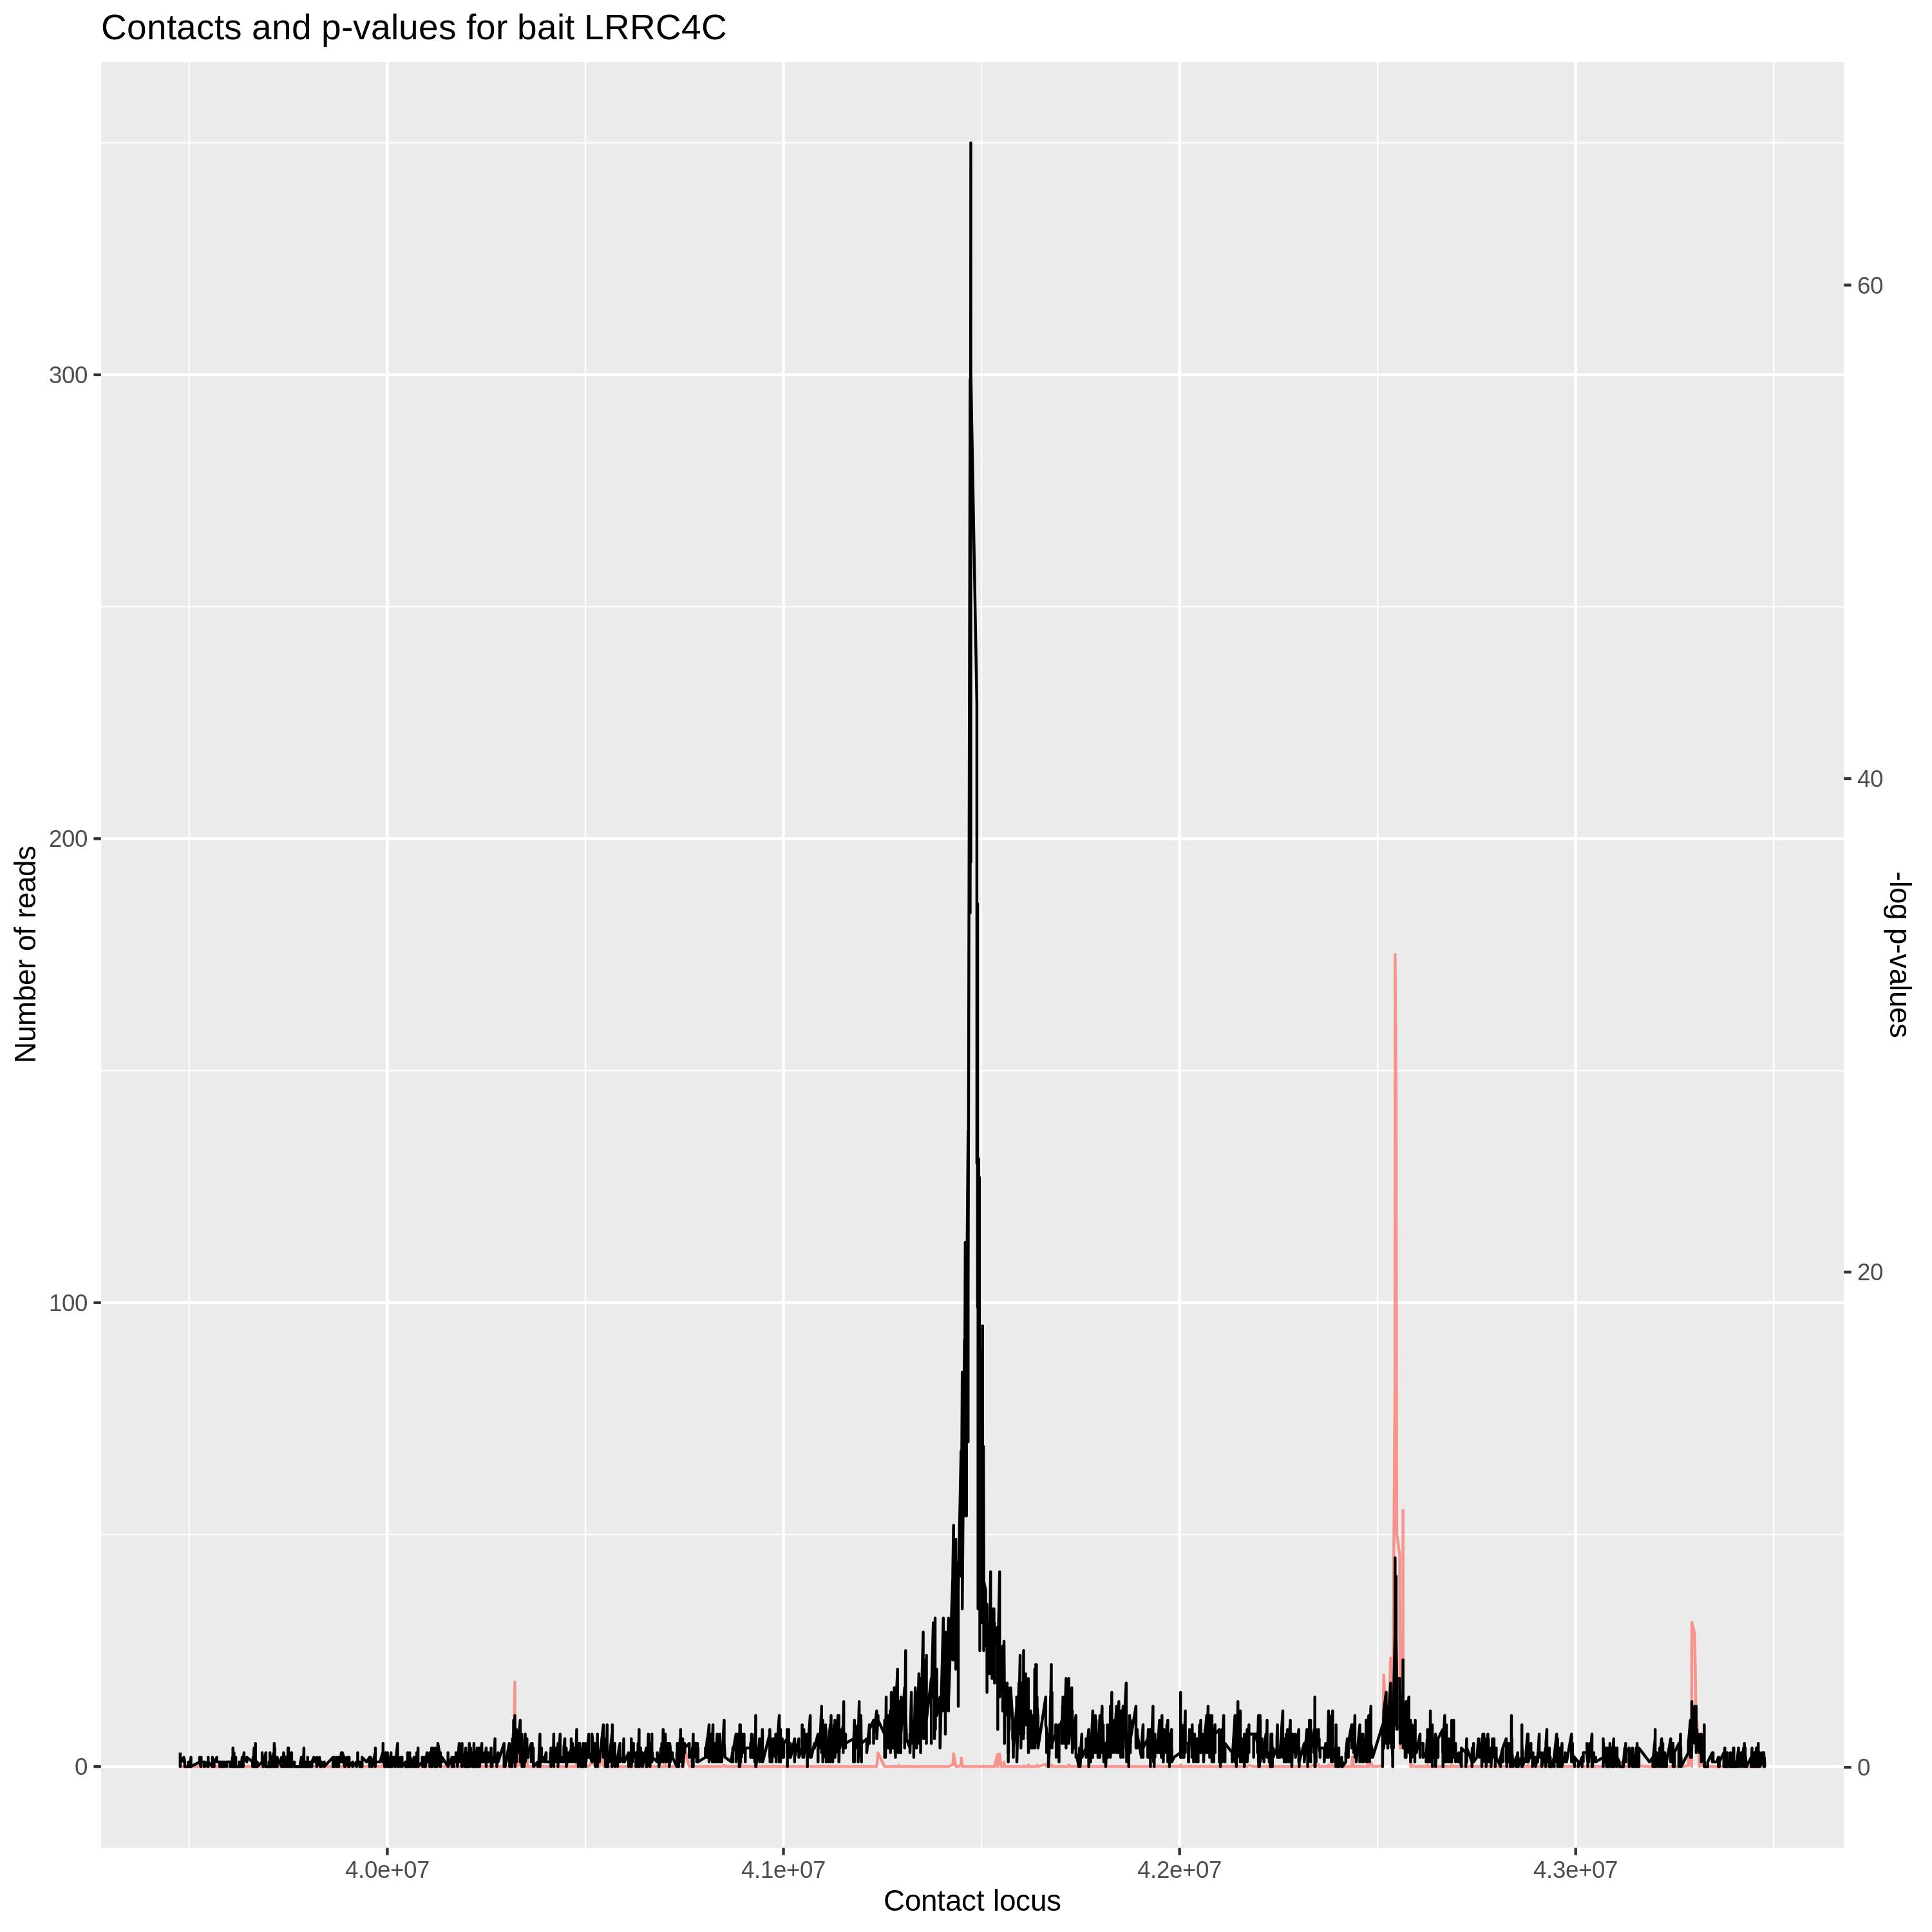 Contacts and p-values for bait LRRC4C
Number of reads
300
200
100
0
60
40
20
0
-log p-values
4.0e+07 4.1e+07 4.2e+07 4.3e+07
Contact locus